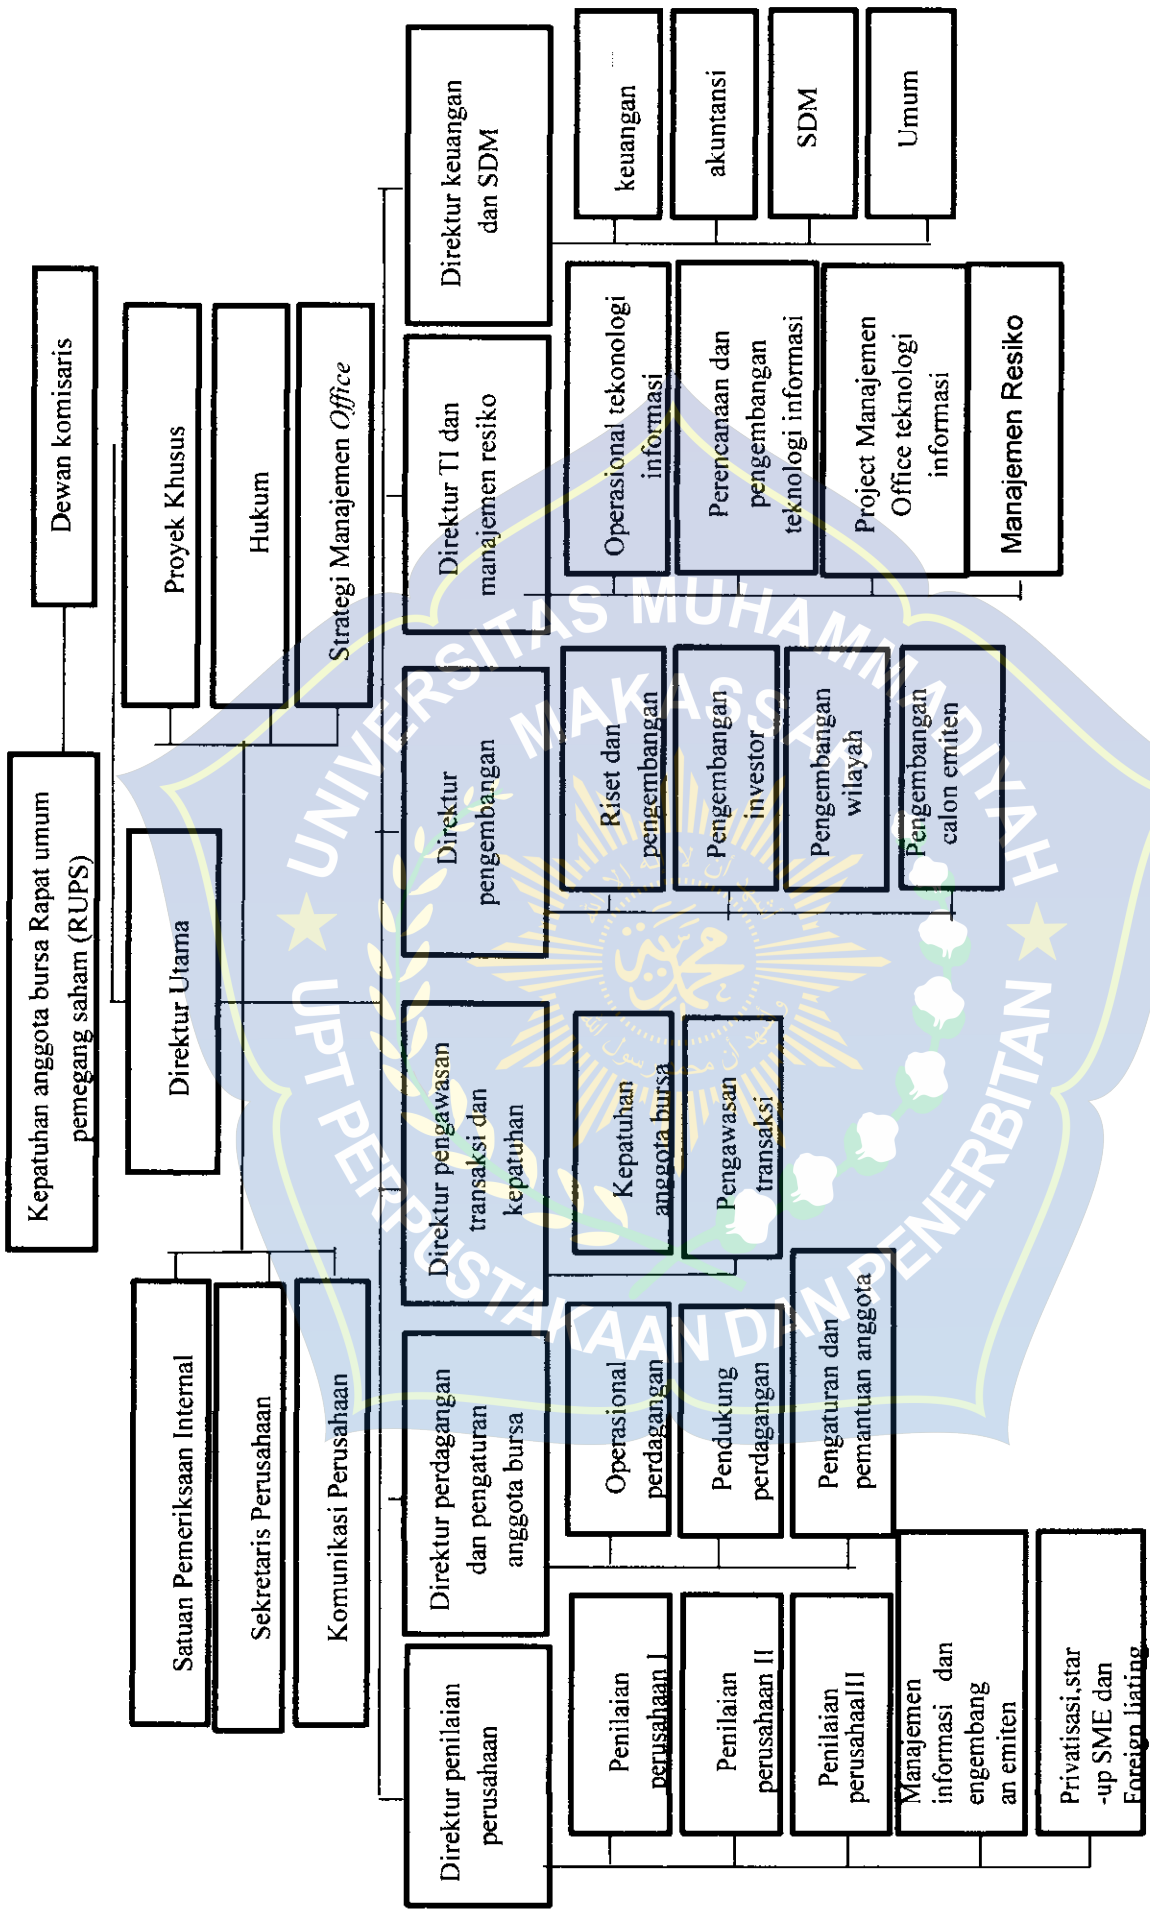 Kepatuhan anggota bursa Rapat umum
pemegang saham (RUPS)
Dewan komisaris
Direktur Utama
Satuan Pemeriksaan Internal
Sekretaris Perusahaan
Komunikasi Perusahaan
Proyek Khusus
Hukum
Strategi Manajemen Office
Direktur penilaian
perusahaan
Direktur perdagangan
dan pengaturan
anggota bursa
Direktur pengawasan
transaksi dan
kepatuhan
Direktur
pengembangan
Direktur TI dan
manajemen resiko
Direktur keuangan
dan SDM
Penilaian
perusahaan I
Penilaian
perusahaan II
Penilaian
perusahaaIII
Manajemen
informasi dan
engembang
an emiten
Privatisasi,star
-up SME dan
Foreign liating
Operasional
perdagangan
Pendukung
perdagangan
Pengaturan dan
pemantuan anggota
Kepatuhan
anggota bursa
Pengawasan
transaksi
Riset dan
pengembangan
Pengembangan
investor
Pengembangan
wilayah
Pengembangan
calon emiten
Operasional tekonologi
informasi
Perencanaan dan
pengembangan
teknologi informasi
Project Manajemen
Office teknologi
informasi
Manajemen Resiko
keuangan
akuntansi
SDM
Umum
UNIVERSITAS MUHAMMADIYAH
MAKASSAR
UPT PERPUSTAKAAN DAN PENERBITAN